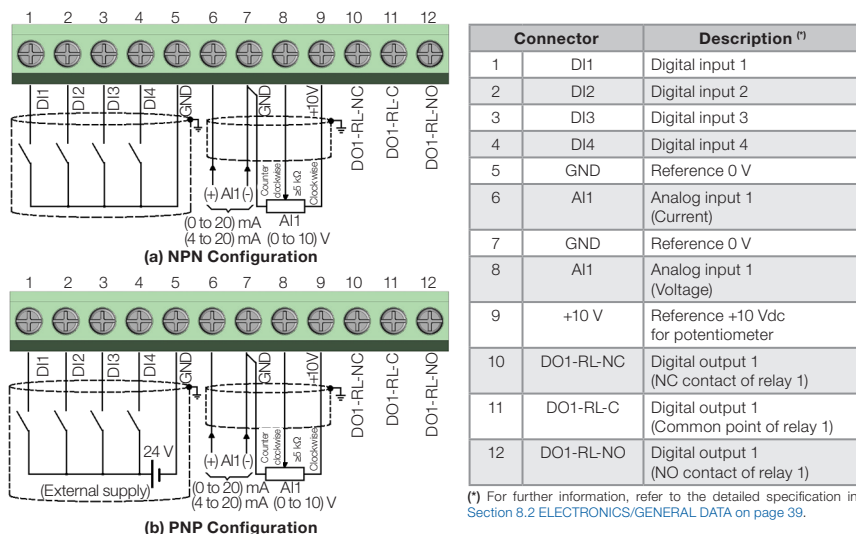 1 2 3 4 5 6 7 8 9 10 11 12
DI1
DI2
DI3
DI4
GND
GND
+10V
DO1-RL-NC
DO1-RL-C
DO1-RL-NO
(+) AI1 (-)
Counter
clockwise
≥5 kΩ
Clockwise
(0 to 20) mA AI1
(4 to 20) mA (0 to 10) V
(a) NPN Configuration
1 2 3 4 5 6 7 8 9 10 11 12
DI1
DI2
DI3
DI4
GND
GND
+10V
DO1-RL-NC
DO1-RL-C
DO1-RL-NO
24 V
(External supply)
(+) AI1 (-)
Counter
clockwise
≥5 kΩ
Clockwise
(0 to 20) mA AI1
(4 to 20) mA (0 to 10) V
(b) PNP Configuration
Connector Description (*)
1 DI1 Digital input 1
2 DI2 Digital input 2
3 DI3 Digital input 3
4 DI4 Digital input 4
5 GND Reference 0 V
6 AI1 Analog input 1
(Current)
7 GND Reference 0 V
8 AI1 Analog input 1
(Voltage)
9 +10 V Reference +10 Vdc
for potentiometer
10 DO1-RL-NC Digital output 1
(NC contact of relay 1)
11 DO1-RL-C Digital output 1
(Common point of relay 1)
12 DO1-RL-NO Digital output 1
(NO contact of relay 1)
(*) For further information, refer to the detailed specification in
Section 8.2 ELECTRONICS/GENERAL DATA on page 39.